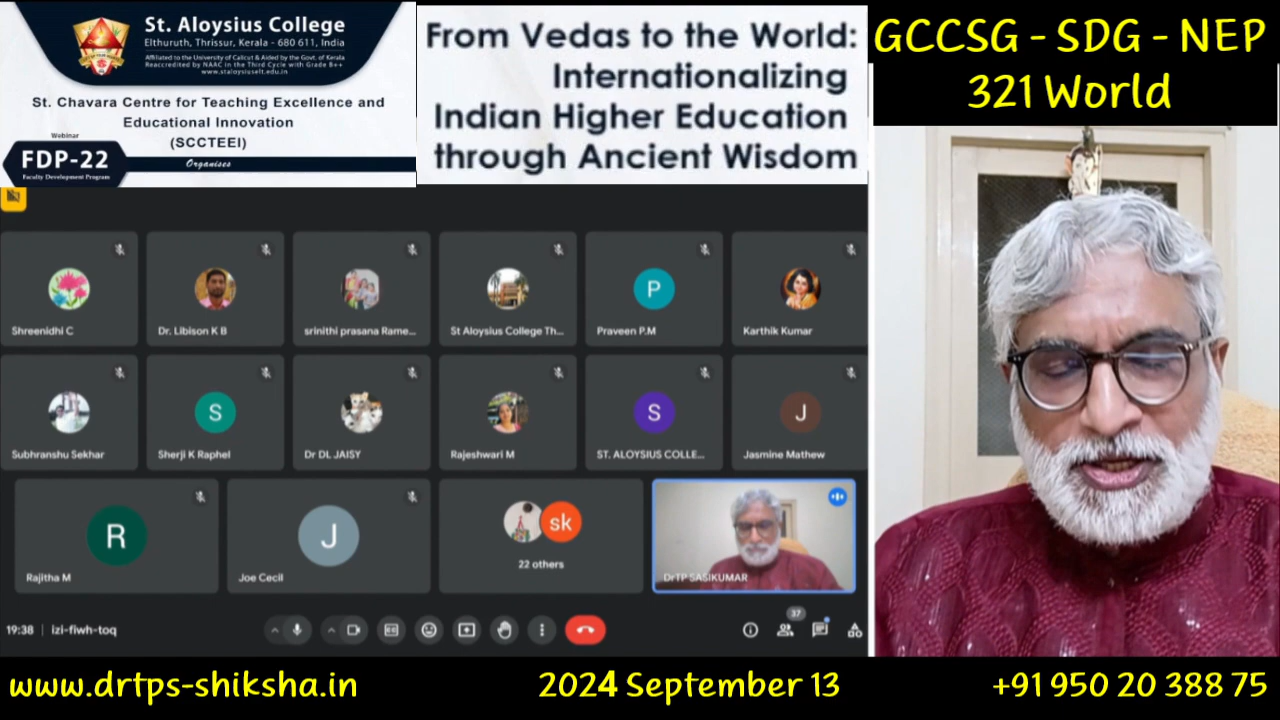 St. Aloysius College
Elthuruth, Thrissur, Kerala - 680 611, India
Affiliated to the University of Calicut & Aided by the Govt. of Kerala
Reaccredited by NAAC in the Third Cycle with Grade B++
www.staloysiuselt.edu.in
St. Chavara Centre for Teaching Excellence and
Educational Innovation
(SCCTEEI)
Webinar
FDP-22
Faculty Development Program
Organises
From Vedas to the World:
Internationalizing
Indian Higher Education
through Ancient Wisdom
GCCSG - SDG - NEP
321 World
Shreenidhi C
Dr. Libison K B
srinithi prasana Rame...
St Aloysius College Th...
P
Praveen P.M
Karthik Kumar
Subhranshu Sekhar
S
Sherji K Raphel
Dr DL JAISY
Rajeshwari M
S
ST. ALOYSIUS COLLE...
J
Jasmine Mathew
R
Rajitha M
J
Joe Cecil
sk
22 others
DrTP SASIKUMAR
19:38 | izi-fiwh-toq
37
www.drtps-shiksha.in
2024 September 13
+91 950 20 388 75